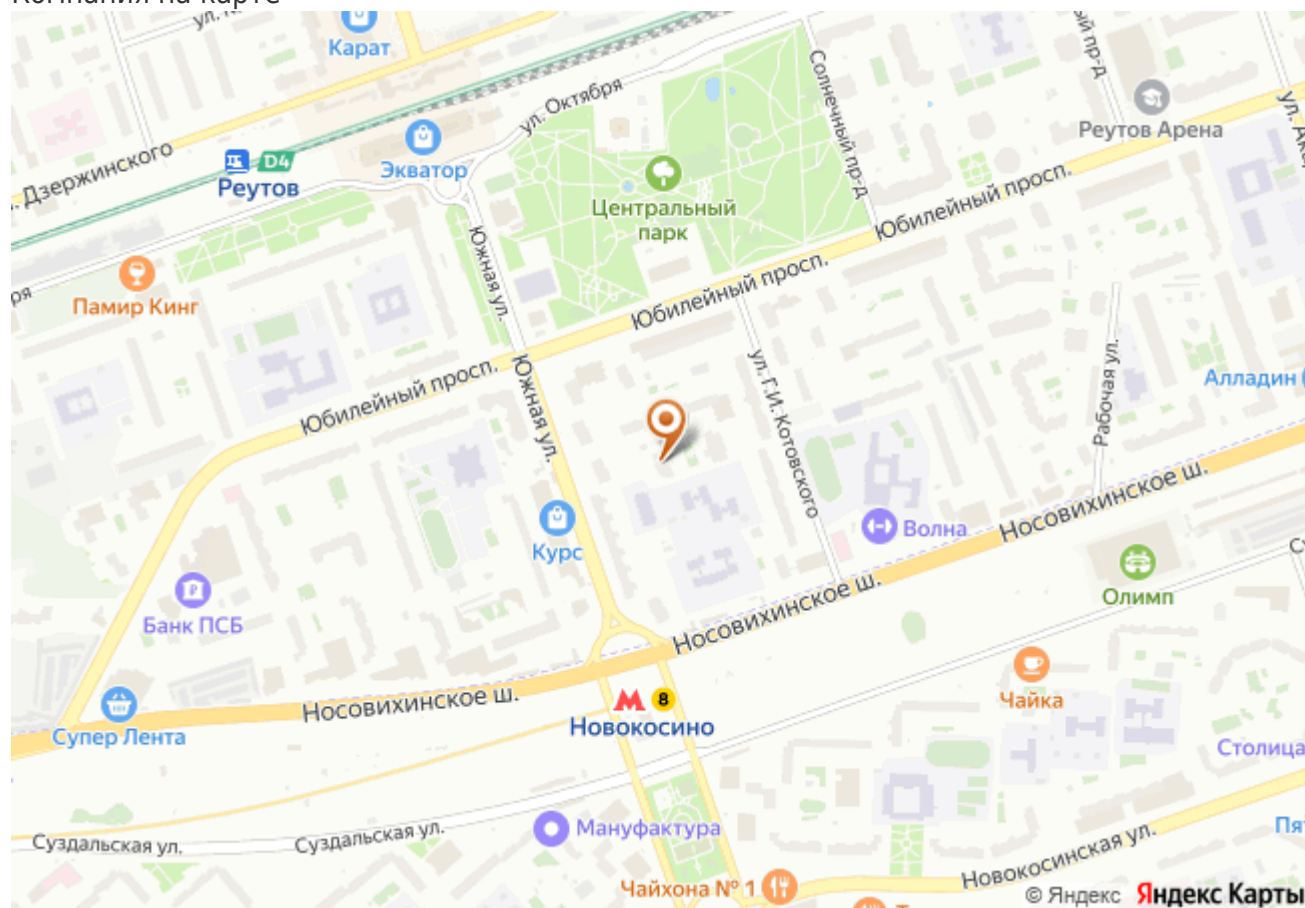 Компания на карте
Карат
ул. Октября
Солнечный пр-д
Реутов Арена
Дзержинского
D4
Реутов
Экватор
Центральный
парк
Юбилейный просп.
Южная ул.
Памир Кинг
Юбилейный просп.
Юбилейный просп.
Южная ул.
ул. Г.И. Котовского
Рабочая ул.
Алладин
Курс
Волна
Носовихинское ш.
Банк ПСБ
Носовихинское ш.
Олимп
Супер Лента
Носовихинское ш.
М 8
Новокосино
Чайка
Столица
Суздальская ул.
Суздальская ул.
Мануфактура
Новокосинская ул.
Чайхона № 1
© Яндекс Яндекс Карты